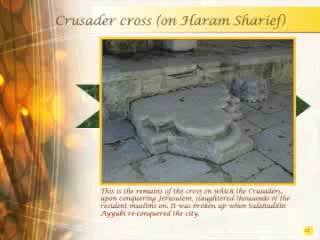 Crusader cross (on Haram Sharief)
This is the remains of the cross on which the Crusaders,
upon conquering Jerusalem, slaughtered thousands of the
resident muslims on. It was broken up when Salahuddin
Ayyubi re-conquered the city.